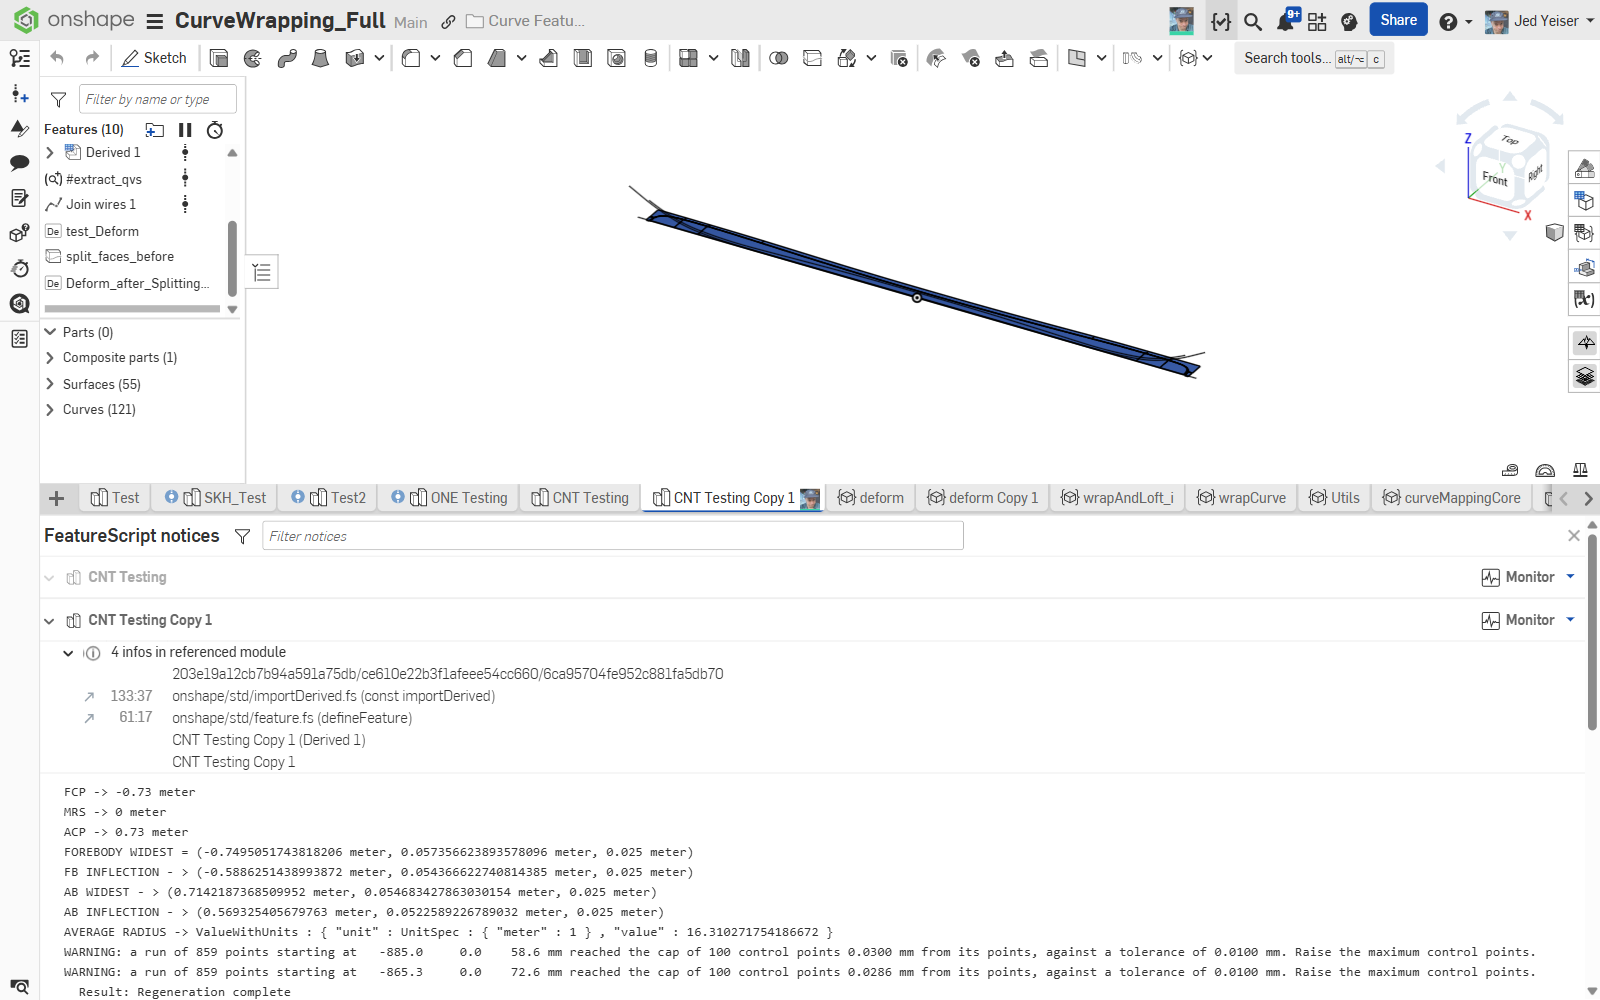 onshape
CurveWrapping_Full
Main
Curve Featu...
9+
Share
Jed Yeiser
Sketch
Search tools...
alt/⌥
c
Filter by name or type
Features (10)
Derived 1
#extract_qvs
Join wires 1
De
test_Deform
split_faces_before
De
Deform_after_Splitting...
Parts (0)
Composite parts (1)
Surfaces (55)
Curves (121)
Z
Top
Y
Front
Right
X
Test
SKH_Test
Test2
ONE Testing
CNT Testing
CNT Testing Copy 1
deform
deform Copy 1
wrapAndLoft_i
wrapCurve
Utils
curveMappingCore
FeatureScript notices
Filter notices
CNT Testing
Monitor
CNT Testing Copy 1
Monitor
4 infos in referenced module
203e19a12cb7b94a591a75db/ce610e22b3f1afeee54cc660/6ca95704fe952c881fa5db70
133:37 onshape/std/importDerived.fs (const importDerived)
61:17 onshape/std/feature.fs (defineFeature)
CNT Testing Copy 1 (Derived 1)
CNT Testing Copy 1
FCP -> -0.73 meter
MRS -> 0 meter
ACP -> 0.73 meter
FOREBODY WIDEST = (-0.7495051743818206 meter, 0.057356623893578096 meter, 0.025 meter)
FB INFLECTION - > (-0.5886251438993872 meter, 0.054366622740814385 meter, 0.025 meter)
AB WIDEST - > (0.7142187368509952 meter, 0.054683427863030154 meter, 0.025 meter)
AB INFLECTION - > (0.569325405679763 meter, 0.0522589226789032 meter, 0.025 meter)
AVERAGE RADIUS -> ValueWithUnits : { "unit" : UnitSpec : { "meter" : 1 } , "value" : 16.310271754186672 }
WARNING: a run of 859 points starting at -885.0 0.0 58.6 mm reached the cap of 100 control points 0.0300 mm from its points, against a tolerance of 0.0100 mm. Raise the maximum control points.
WARNING: a run of 859 points starting at -865.3 0.0 72.6 mm reached the cap of 100 control points 0.0286 mm from its points, against a tolerance of 0.0100 mm. Raise the maximum control points.
Result: Regeneration complete